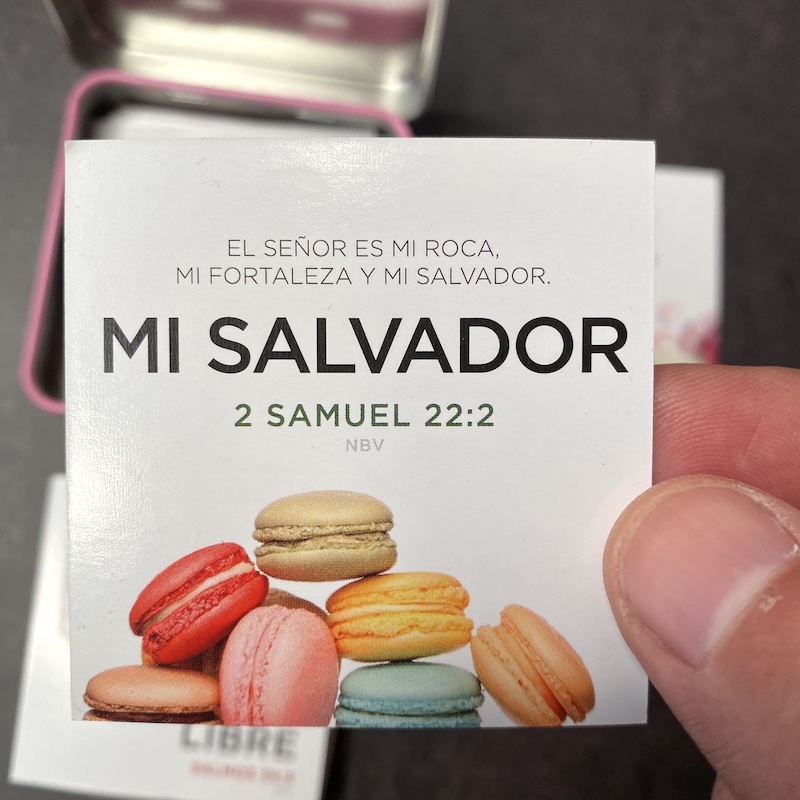 EL SEÑOR ES MI ROCA,
MI FORTALEZA Y MI SALVADOR.
MI SALVADOR
2 SAMUEL 22:2
NBV
LIBRE